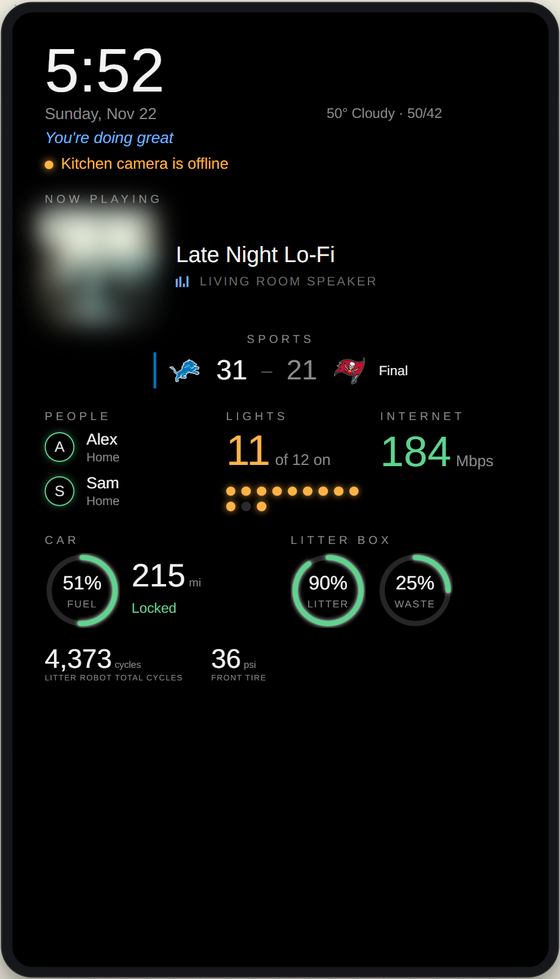 5:52
Sunday, Nov 22
50° Cloudy · 50/42
You're doing great
Kitchen camera is offline
NOW PLAYING
Late Night Lo-Fi
LIVING ROOM SPEAKER
SPORTS
31 – 21 Final
PEOPLE
A Alex
Home
S Sam
Home
LIGHTS
11 of 12 on
INTERNET
184 Mbps
CAR
51%
FUEL
215 mi
Locked
LITTER BOX
90%
LITTER
25%
WASTE
4,373 cycles
LITTER ROBOT TOTAL CYCLES
36 psi
FRONT TIRE